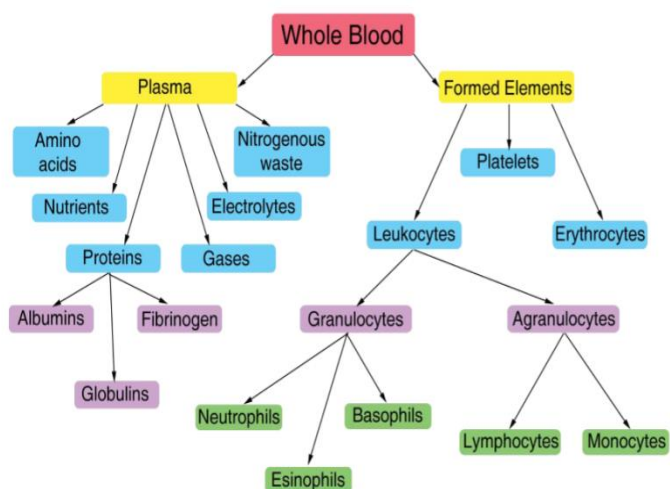 Whole Blood
Plasma
Formed Elements
Amino
acids
Nitrogenous
waste
Platelets
Nutrients
Electrolytes
Leukocytes
Erythrocytes
Proteins
Gases
Albumins
Fibrinogen
Granulocytes
Agranulocytes
Globulins
Neutrophils
Basophils
Lymphocytes
Monocytes
Esinophils